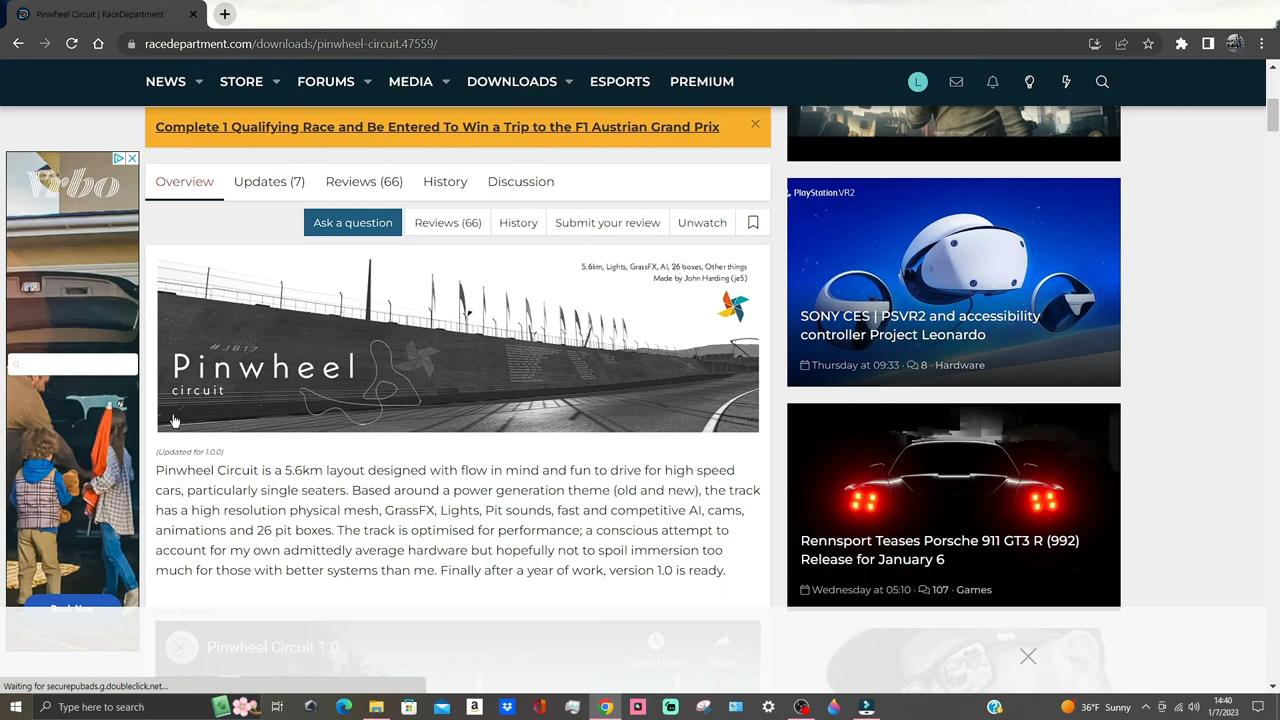 Pinwheel Circuit | RaceDepartment
racedepartment.com/downloads/pinwheel-circuit.47559/
NEWS STORE FORUMS MEDIA DOWNLOADS ESPORTS PREMIUM
L
Complete 1 Qualifying Race and Be Entered To Win a Trip to the F1 Austrian Grand Prix
Vrbo
Overview Updates (7) Reviews (66) History Discussion
Ask a question Reviews (66) History Submit your review Unwatch
PlayStation.VR2
5.6km, Lights, GrassFX, AI, 26 boxes, Other things
Made by John Harding (je5)
#JB17
Pinwheel
circuit
SONY CES | PSVR2 and accessibility
controller Project Leonardo
Thursday at 09:33 · 8 · Hardware
(Updated for 1.0.0)
Pinwheel Circuit is a 5.6km layout designed with flow in mind and fun to drive for high speed
cars, particularly single seaters. Based around a power generation theme (old and new), the track
has a high resolution physical mesh, GrassFX, Lights, Pit sounds, fast and competitive AI, cams,
animations and 26 pit boxes. The track is optimised for performance; a conscious attempt to
account for my own admittedly average hardware but hopefully not to spoil immersion too
much for those with better systems than me. Finally after a year of work, version 1.0 is ready.
Rennsport Teases Porsche 911 GT3 R (992)
Release for January 6
Wednesday at 05:10 · 107 · Games
Book Now
Pinwheel Circuit 1.0
Watch later Share
Waiting for securepubads.g.doubleclick.net...
Type here to search
68°F Sunny
14:40
1/7/2023